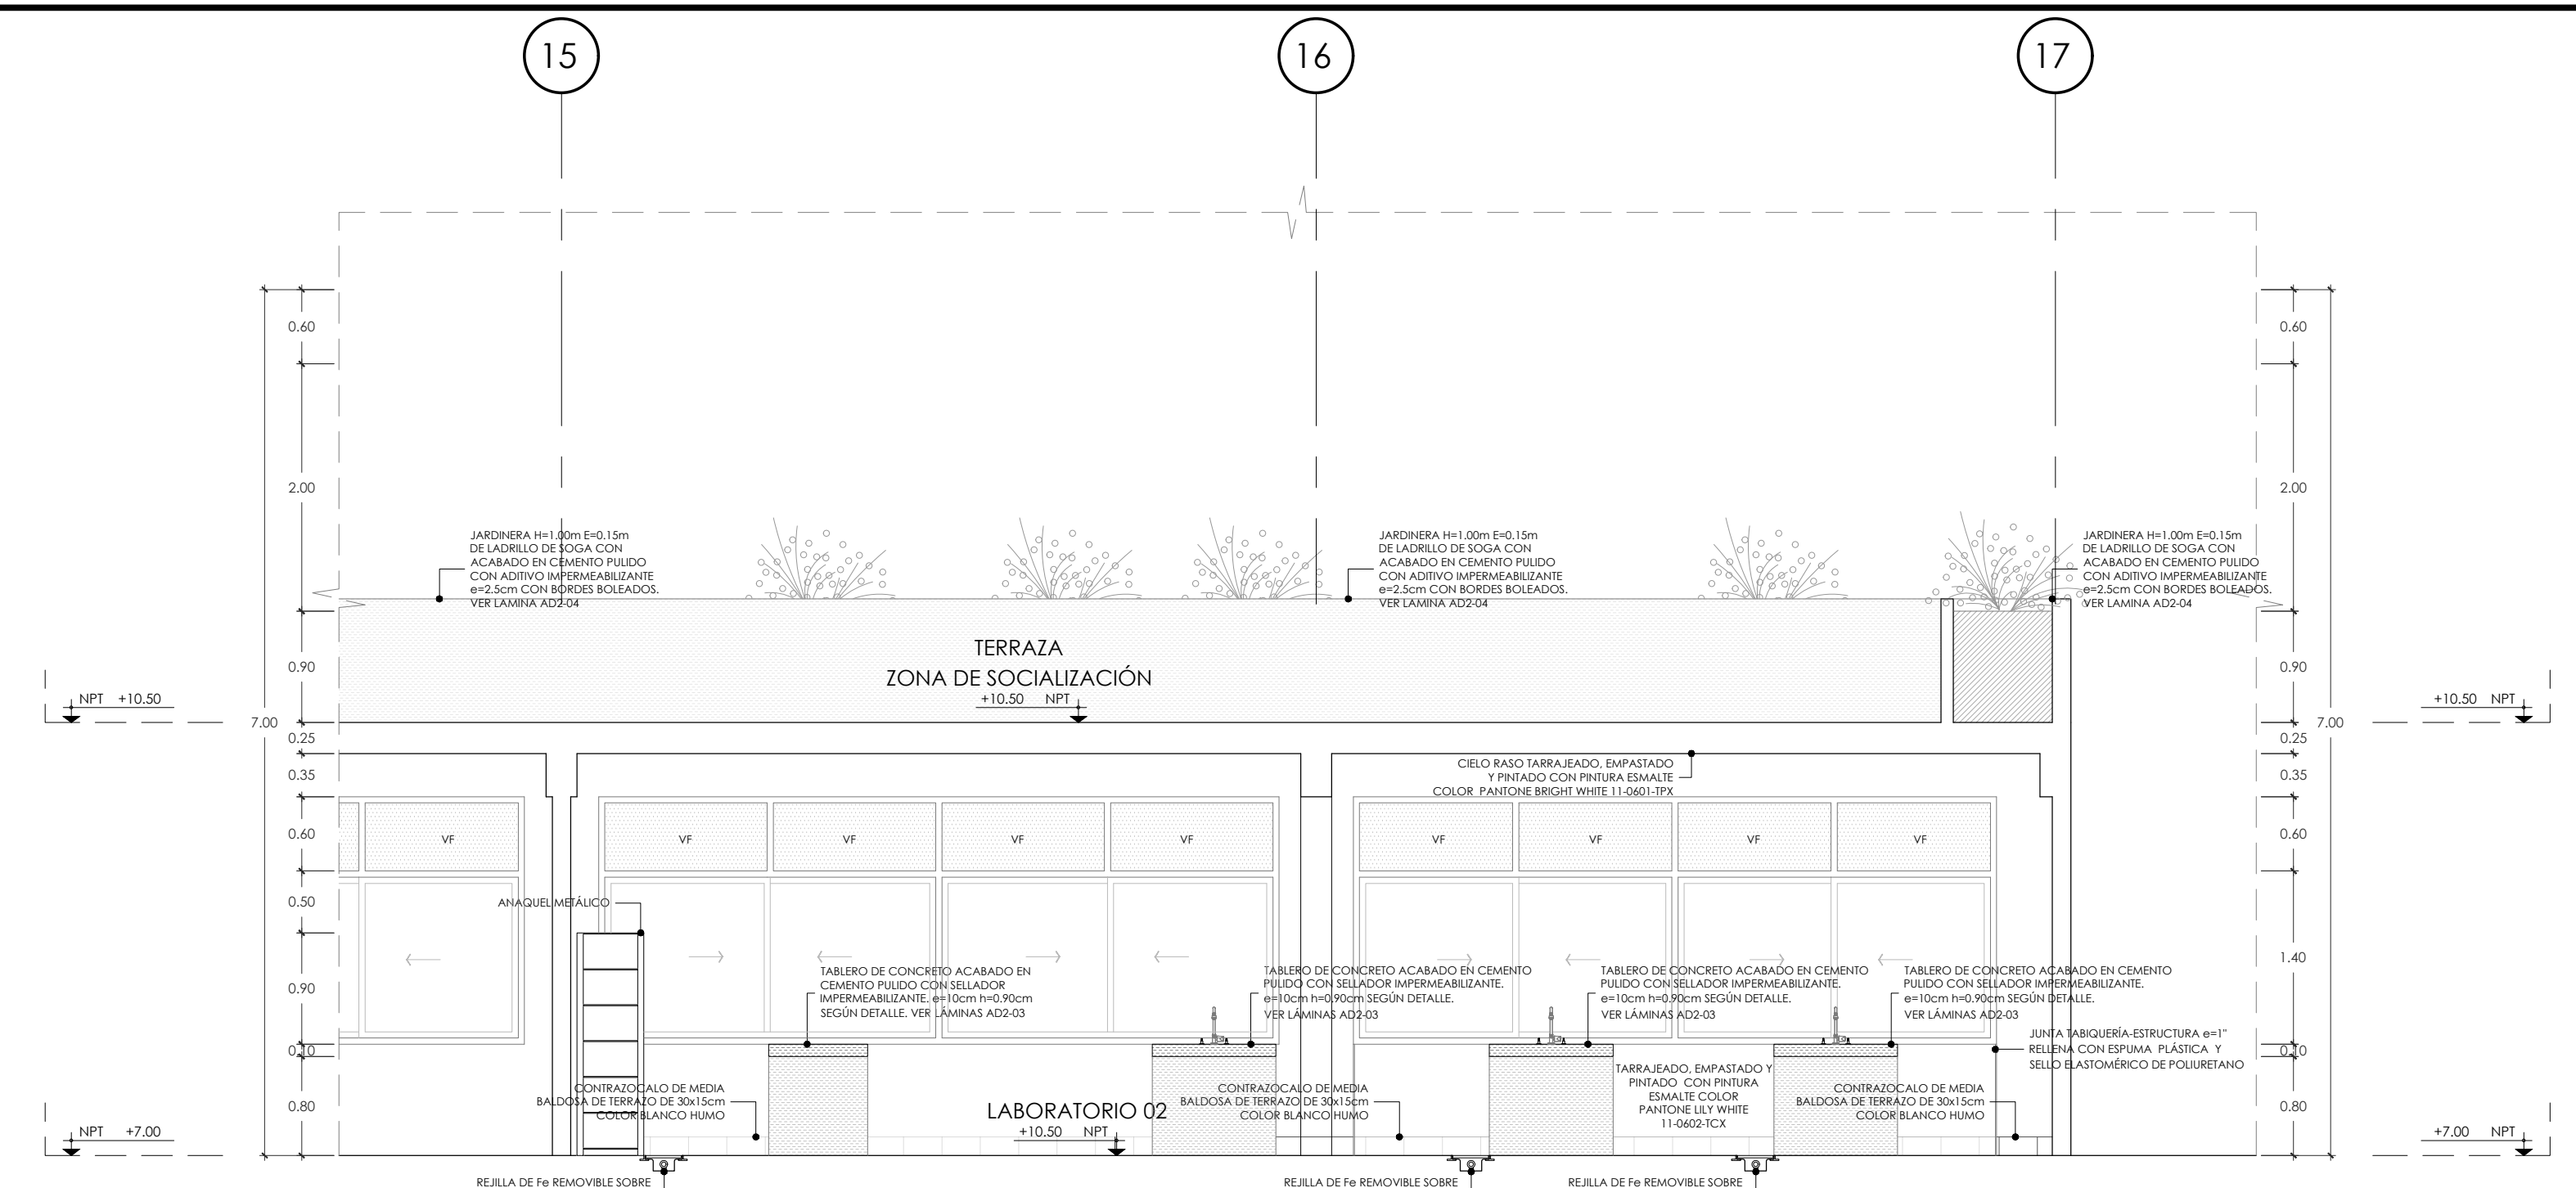 15
16
17
0.60
0.60
2.00
2.00
JARDINERA H=1.00m E=0.15m
DE LADRILLO DE SOGA CON
ACABADO EN CEMENTO PULIDO
CON ADITIVO IMPERMEABILIZANTE
e=2.5cm CON BORDES BOLEADOS.
VER LAMINA AD2-04
JARDINERA H=1.00m E=0.15m
DE LADRILLO DE SOGA CON
ACABADO EN CEMENTO PULIDO
CON ADITIVO IMPERMEABILIZANTE
e=2.5cm CON BORDES BOLEADOS.
VER LAMINA AD2-04
JARDINERA H=1.00m E=0.15m
DE LADRILLO DE SOGA CON
ACABADO EN CEMENTO PULIDO
CON ADITIVO IMPERMEABILIZANTE
e=2.5cm CON BORDES BOLEADOS.
VER LAMINA AD2-04
TERRAZA
ZONA DE SOCIALIZACIÓN
+10.50 NPT
0.90
0.90
NPT +10.50
+10.50 NPT
7.00
7.00
0.25
0.25
0.35
0.35
CIELO RASO TARRAJEADO, EMPASTADO
Y PINTADO CON PINTURA ESMALTE
COLOR PANTONE BRIGHT WHITE 11-0601-TPX
0.60
VF
VF
VF
VF
VF
VF
VF
VF
VF
0.60
0.50
ANAQUEL METÁLICO
0.90
1.40
TABLERO DE CONCRETO ACABADO EN
CEMENTO PULIDO CON SELLADOR
IMPERMEABILIZANTE. e=10cm h=0.90cm
SEGÚN DETALLE. VER LÁMINAS AD2-03
TABLERO DE CONCRETO ACABADO EN CEMENTO
PULIDO CON SELLADOR IMPERMEABILIZANTE.
e=10cm h=0.90cm SEGÚN DETALLE.
VER LÁMINAS AD2-03
TABLERO DE CONCRETO ACABADO EN CEMENTO
PULIDO CON SELLADOR IMPERMEABILIZANTE.
e=10cm h=0.90cm SEGÚN DETALLE.
VER LÁMINAS AD2-03
TABLERO DE CONCRETO ACABADO EN CEMENTO
PULIDO CON SELLADOR IMPERMEABILIZANTE.
e=10cm h=0.90cm SEGÚN DETALLE.
VER LÁMINAS AD2-03
JUNTA TABIQUERÍA-ESTRUCTURA e=1"
RELLENA CON ESPUMA PLÁSTICA Y
SELLO ELASTOMÉRICO DE POLIURETANO
0.10
0.10
TARRAJEADO, EMPASTADO Y
PINTADO CON PINTURA
ESMALTE COLOR
PANTONE LILY WHITE
11-0602-TCX
CONTRAZOCALO DE MEDIA
BALDOSA DE TERRAZO DE 30x15cm
COLOR BLANCO HUMO
CONTRAZOCALO DE MEDIA
BALDOSA DE TERRAZO DE 30x15cm
COLOR BLANCO HUMO
CONTRAZOCALO DE MEDIA
BALDOSA DE TERRAZO DE 30x15cm
COLOR BLANCO HUMO
0.80
0.80
LABORATORIO 02
+10.50 NPT
NPT +7.00
+7.00 NPT
REJILLA DE Fe REMOVIBLE SOBRE
REJILLA DE Fe REMOVIBLE SOBRE
REJILLA DE Fe REMOVIBLE SOBRE